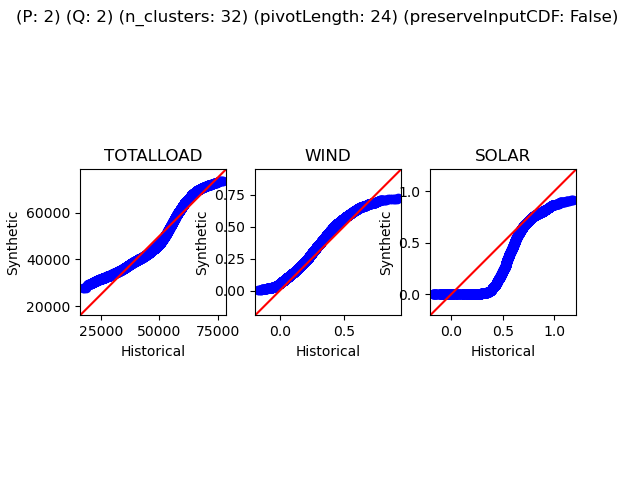 (P: 2) (Q: 2) (n_clusters: 32) (pivotLength: 24) (preserveInputCDF: False)
TOTALLOAD
Synthetic
60000
40000
20000
25000
50000
75000
Historical
WIND
Synthetic
0.75
0.50
0.25
0.00
0.0
0.5
Historical
SOLAR
Synthetic
1.0
0.5
0.0
0.0
0.5
1.0
Historical